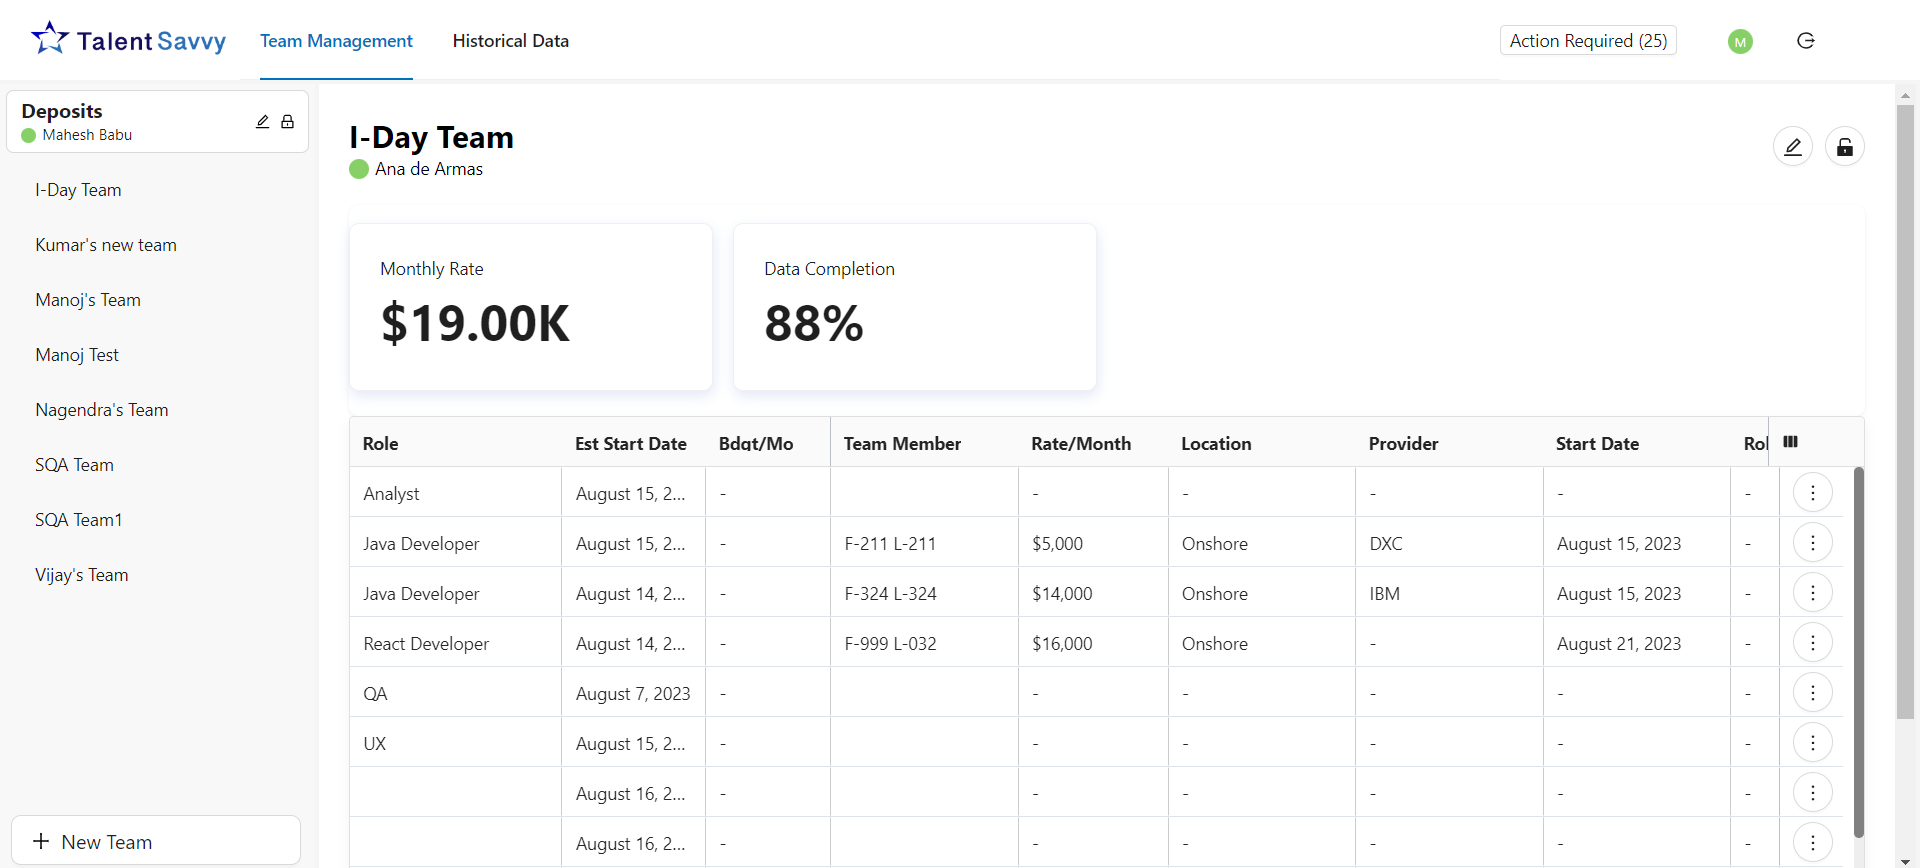 Talent Savvy
Team Management
Historical Data
Action Required (25)
M
Deposits
Mahesh Babu
I-Day Team
Kumar's new team
Manoj's Team
Manoj Test
Nagendra's Team
SQA Team
SQA Team1
Vijay's Team
+ New Team
I-Day Team
Ana de Armas
Monthly Rate
$19.00K
Data Completion
88%
Role Est Start Date Bdgt/Mo Team Member Rate/Month Location Provider Start Date Rol
Analyst August 15, 2... - - - - - -
Java Developer August 15, 2... - F-211 L-211 $5,000 Onshore DXC August 15, 2023 -
Java Developer August 14, 2... - F-324 L-324 $14,000 Onshore IBM August 15, 2023 -
React Developer August 14, 2... - F-999 L-032 $16,000 Onshore - August 21, 2023 -
QA August 7, 2023 - - - - - -
UX August 15, 2... - - - - - -
August 16, 2... - - - - - -
August 16, 2... - - - - - -